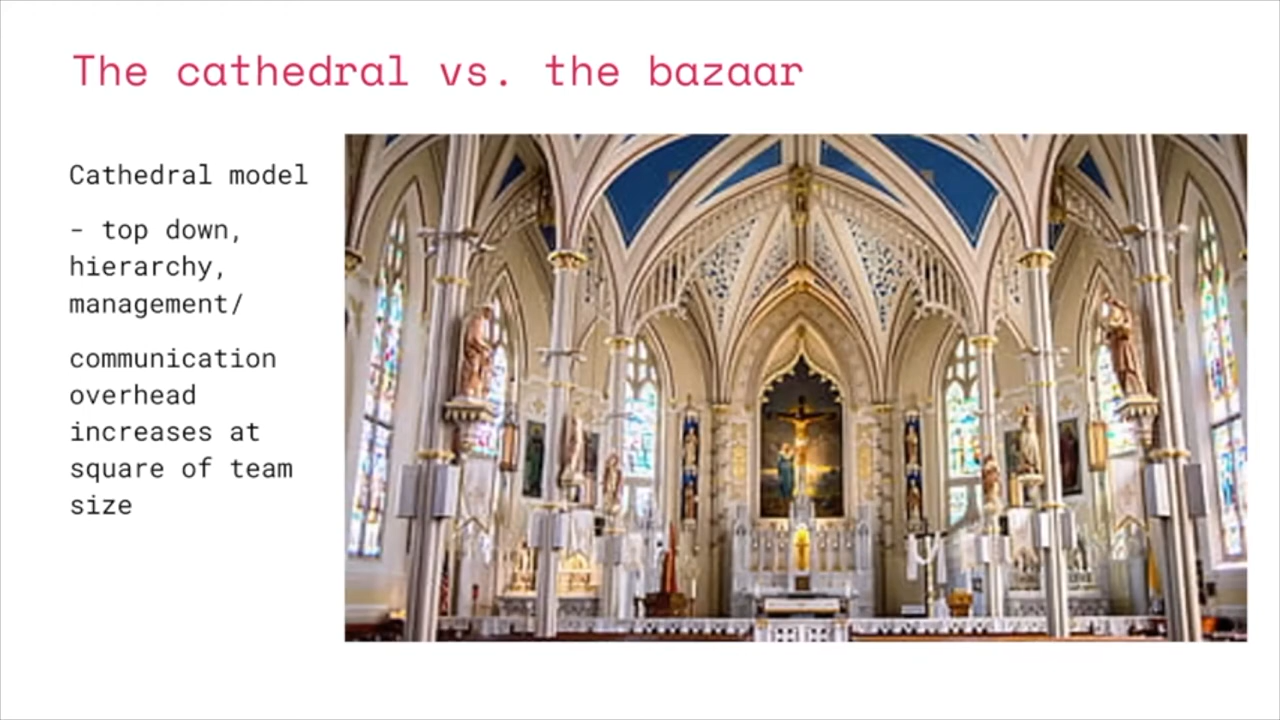 The cathedral vs. the bazaar
Cathedral model
- top down,
hierarchy,
management/
communication
overhead
increases at
square of team
size